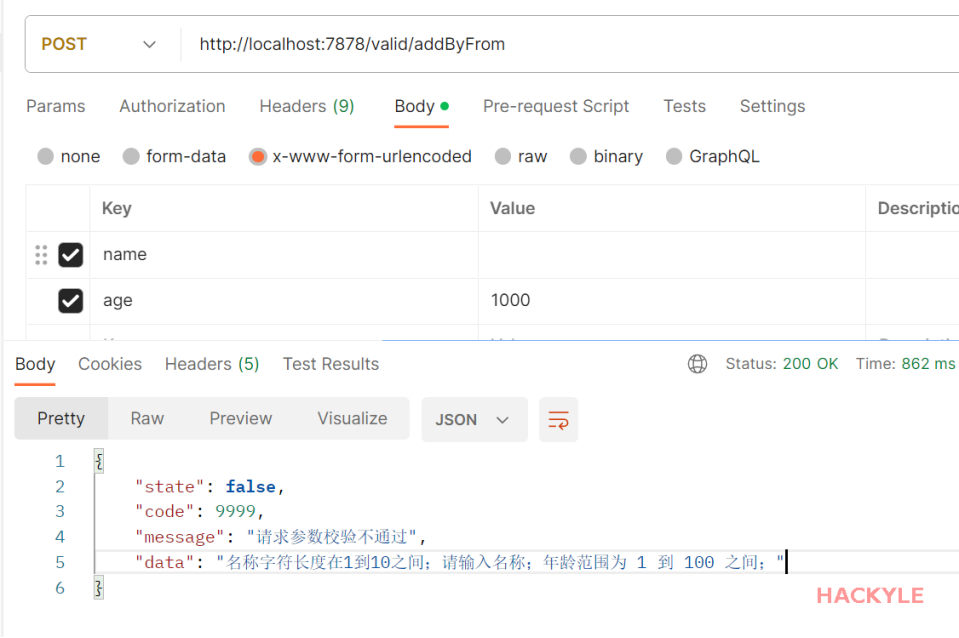 POST http://localhost:7878/valid/addByFrom
Params Authorization Headers (9) Body Pre-request Script Tests Settings
none form-data x-www-form-urlencoded raw binary GraphQL
Key Value Descriptio
name
age 1000
Body Cookies Headers (5) Test Results Status: 200 OK Time: 862 ms
Pretty Raw Preview Visualize JSON
1 {
2 "state": false,
3 "code": 9999,
4 "message": "请求参数校验不通过",
5 "data": "名称字符长度在1到10之间; 请输入名称; 年龄范围为 1 到 100 之间; "
6 }
HACKYLE